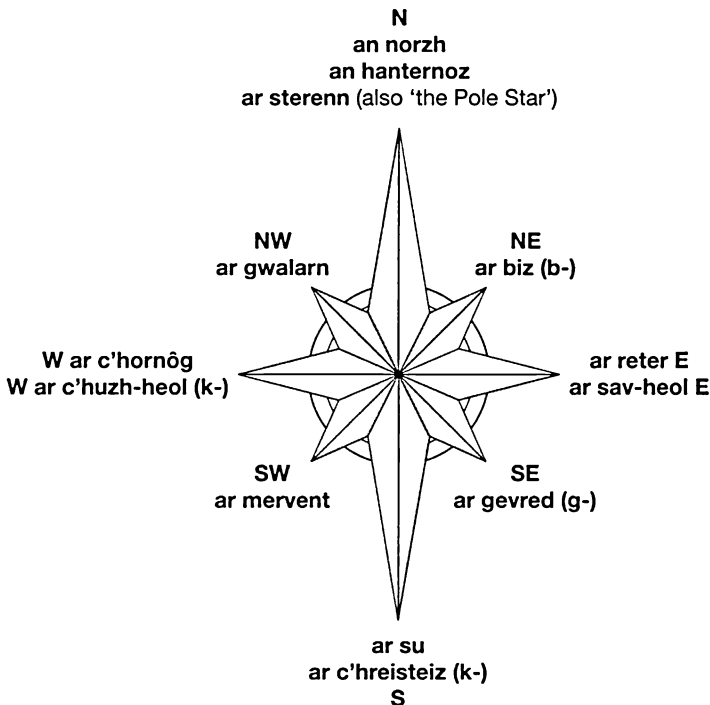 N
an norzh
an hanternoz
ar sterenn (also ‘the Pole Star’)
NW
ar gwalarn
NE
ar biz (b-)
W ar c'hornôg
W ar c'huzh-heol (k-)
ar reter E
ar sav-heol E
SW
ar mervent
SE
ar gevred (g-)
ar su
ar c'hreisteiz (k-)
S